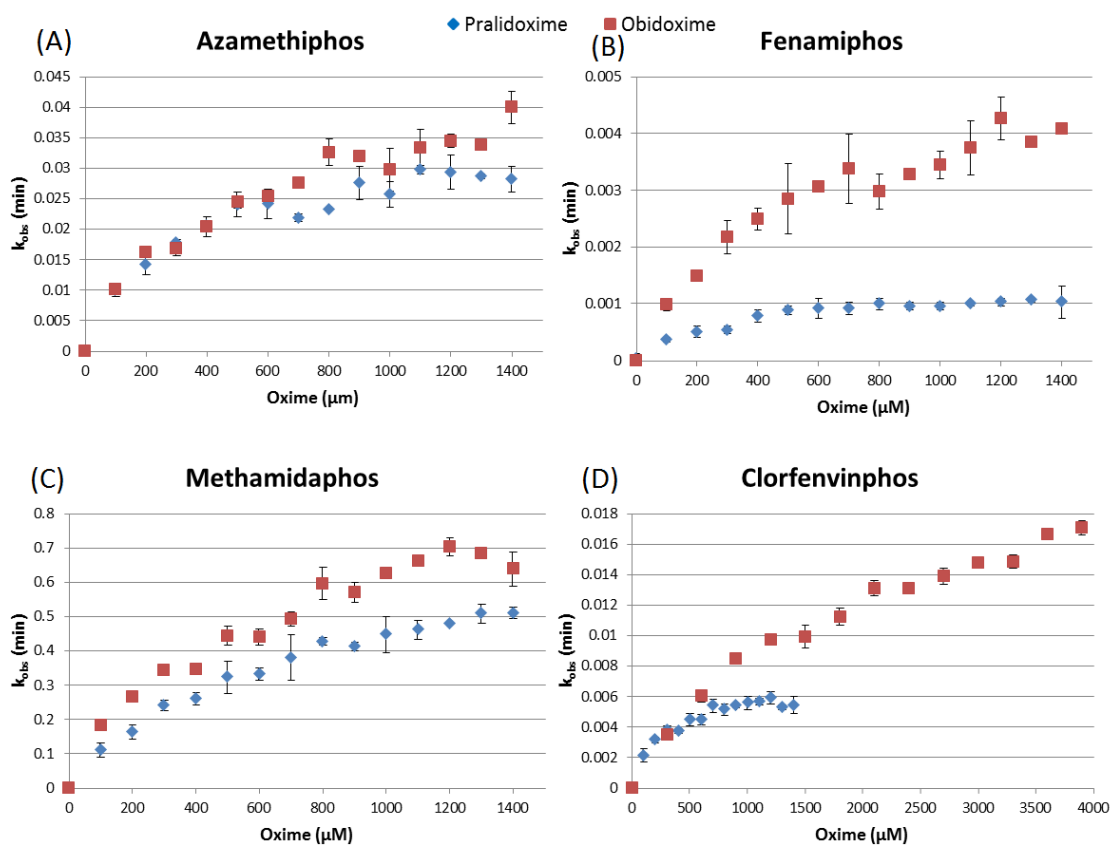 Pralidoxime Obidoxime
(A) Azamethiphos
0.045
0.04
0.035
0.03
0.025
0.02
0.015
0.01
0.005
0
k_obs (min)
0 200 400 600 800 1000 1200 1400
Oxime (µm)
(B) Fenamiphos
0.005
0.004
0.003
0.002
0.001
0
k_obs (min)
0 200 400 600 800 1000 1200 1400
Oxime (µM)
(C) Methamidaphos
0.8
0.7
0.6
0.5
0.4
0.3
0.2
0.1
0
k_obs (min)
0 200 400 600 800 1000 1200 1400
Oxime (µM)
(D) Clorfenvinphos
0.018
0.016
0.014
0.012
0.01
0.008
0.006
0.004
0.002
0
k_obs (min)
0 500 1000 1500 2000 2500 3000 3500 4000
Oxime (µM)